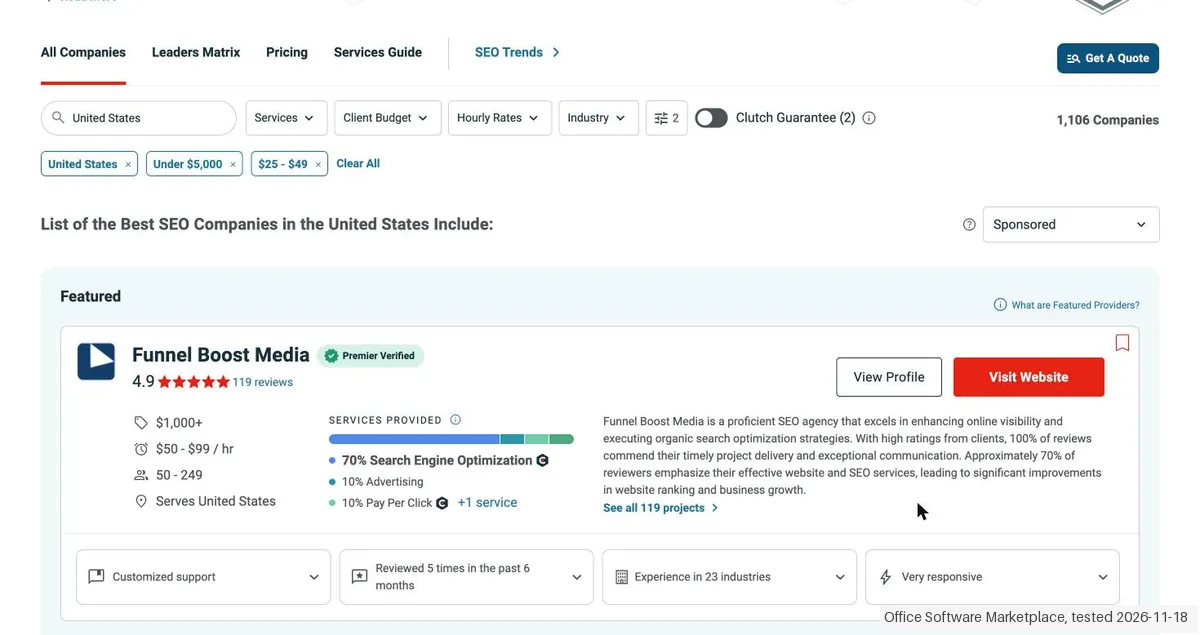 All Companies Leaders Matrix Pricing Services Guide SEO Trends
Get A Quote
United States Services Client Budget Hourly Rates Industry 2 Clutch Guarantee (2) 1,106 Companies
United States × Under $5,000 × $25 - $49 × Clear All
List of the Best SEO Companies in the United States Include:
Sponsored
Featured
What are Featured Providers?
Funnel Boost Media Premier Verified
4.9 119 reviews
View Profile Visit Website
$1,000+
$50 - $99 / hr
50 - 249
Serves United States
SERVICES PROVIDED
70% Search Engine Optimization
10% Advertising
10% Pay Per Click +1 service
Funnel Boost Media is a proficient SEO agency that excels in enhancing online visibility and
executing organic search optimization strategies. With high ratings from clients, 100% of reviews
commend their timely project delivery and exceptional communication. Approximately 70% of
reviewers emphasize their effective website and SEO services, leading to significant improvements
in website ranking and business growth.
See all 119 projects
Customized support
Reviewed 5 times in the past 6
months
Experience in 23 industries
Very responsive
Office Software Marketplace, tested 2026-11-18